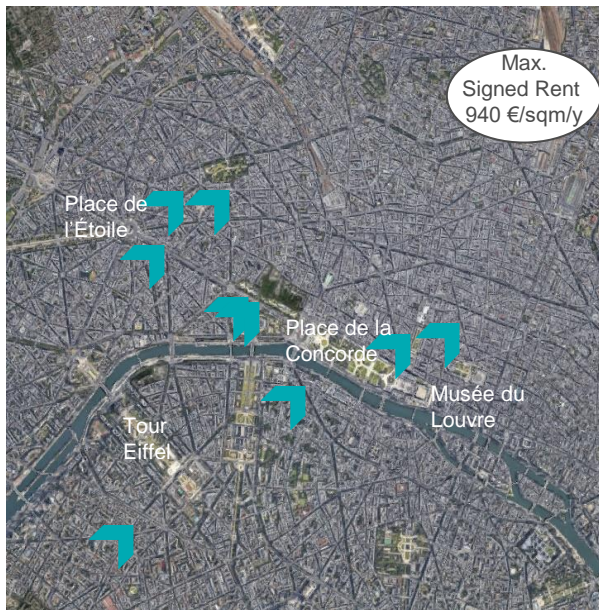 Max.
Signed Rent
940 €/sqm/y
Place de
l'Étoile
Place de la
Concorde
Musée du
Louvre
Tour
Eiffel